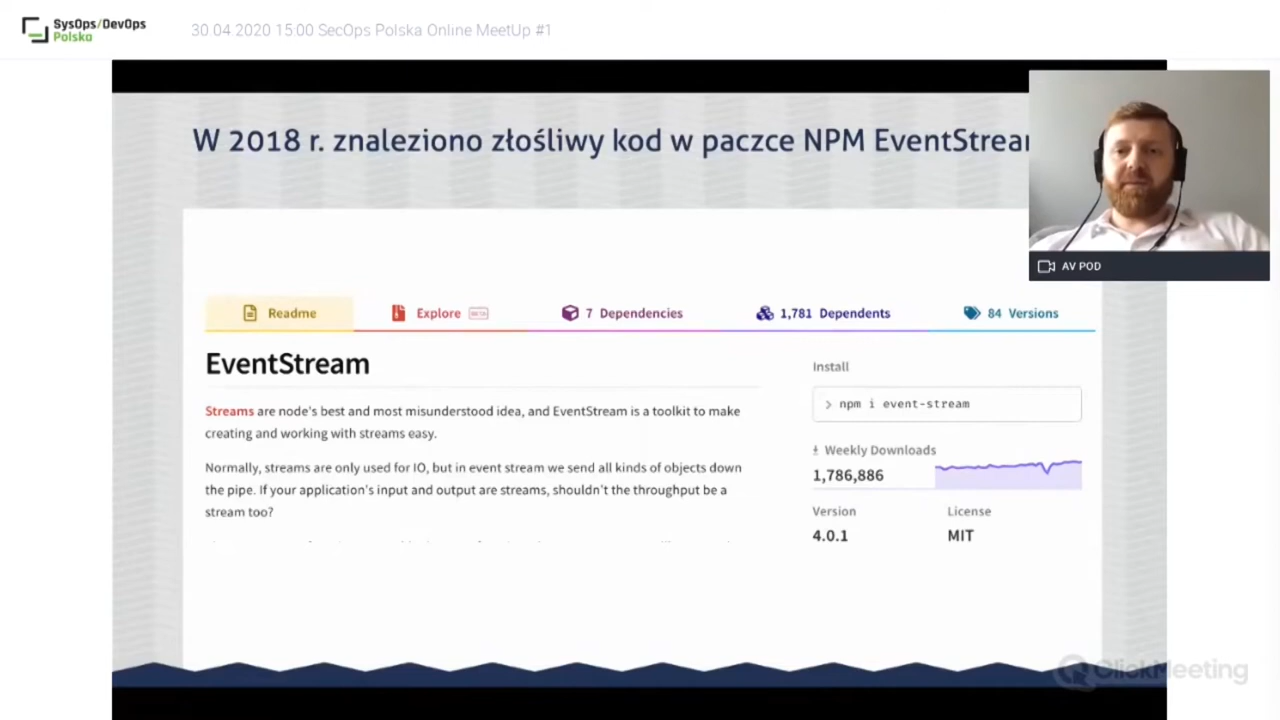 SysOps/DevOps
Polska
30.04.2020 15:00 SecOps Polska Online MeetUp #1
W 2018 r. znaleziono złośliwy kod w paczce NPM EventStrea
AV POD
Readme
Explore BETA
7 Dependencies
1,781 Dependents
84 Versions
EventStream
Streams are node's best and most misunderstood idea, and EventStream is a toolkit to make
creating and working with streams easy.
Normally, streams are only used for IO, but in event stream we send all kinds of objects down
the pipe. If your application's input and output are streams, shouldn't the throughput be a
stream too?
Install
> npm i event-stream
Weekly Downloads
1,786,886
Version
License
4.0.1
MIT
ClickMeeting